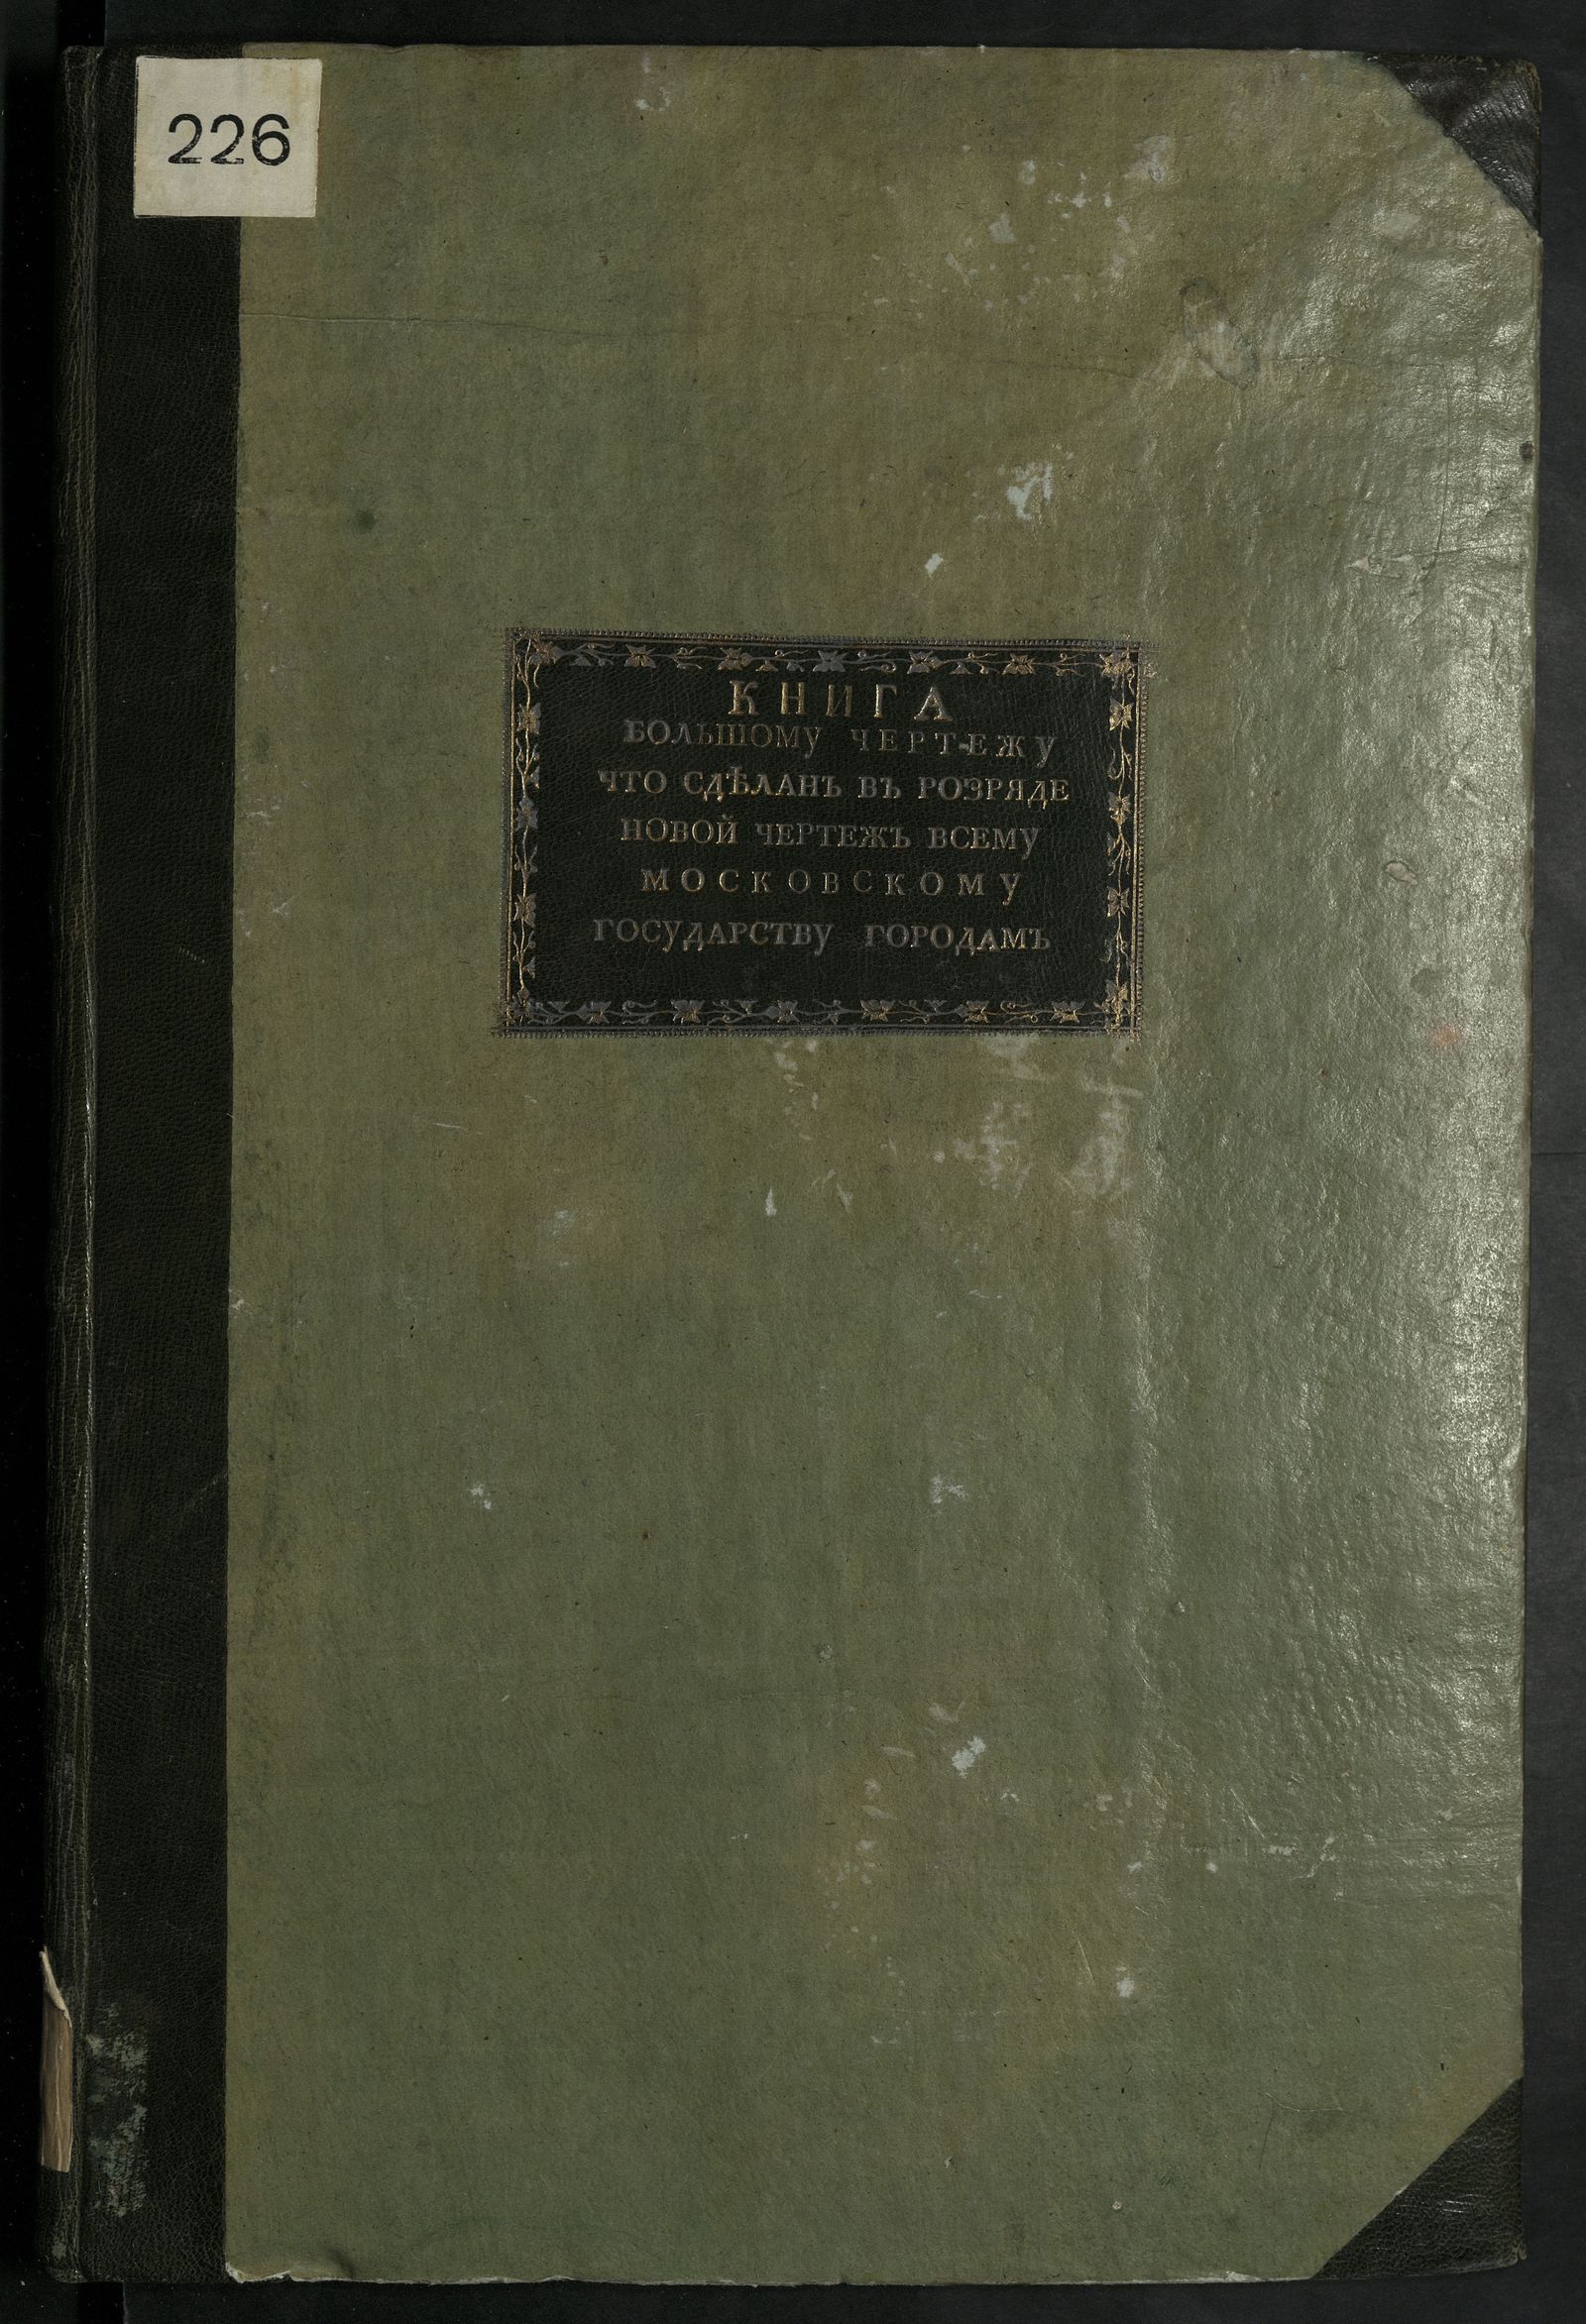 226
КНИГА
БОЛЬШОМУ ЧЕРТЕЖУ
ЧТО СДѢЛАНЪ ВЪ РОЗРЯДЕ
НОВОЙ ЧЕРТЕЖЪ ВСЕМУ
МОСКОВСКОМУ
ГОСУДАРСТВУ ГОРОДАМЪ